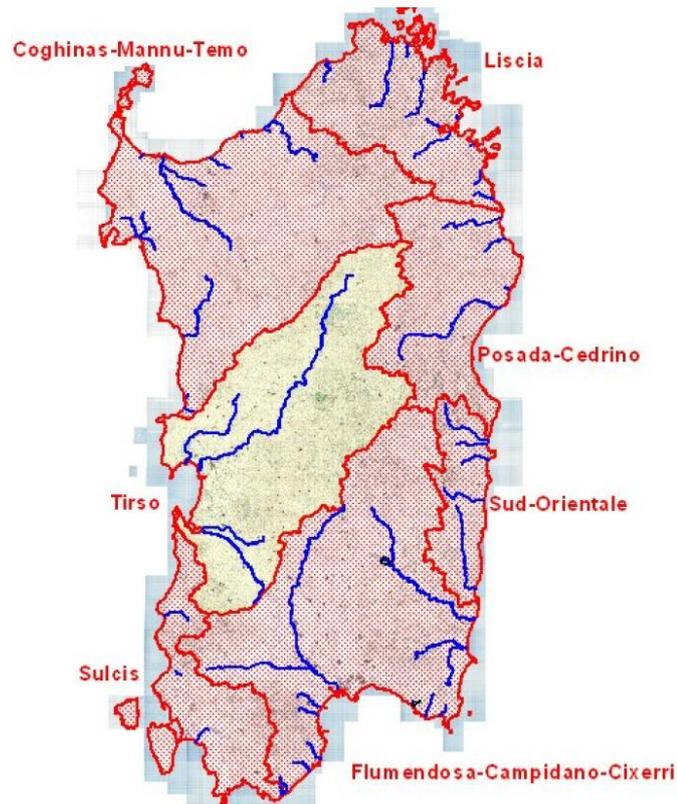 Coghinas-Mannu-Temo
Liscia
Posada-Cedrino
Tirso
Sud-Orientale
Sulcis
Flumendosa-Campidano-Cixerri